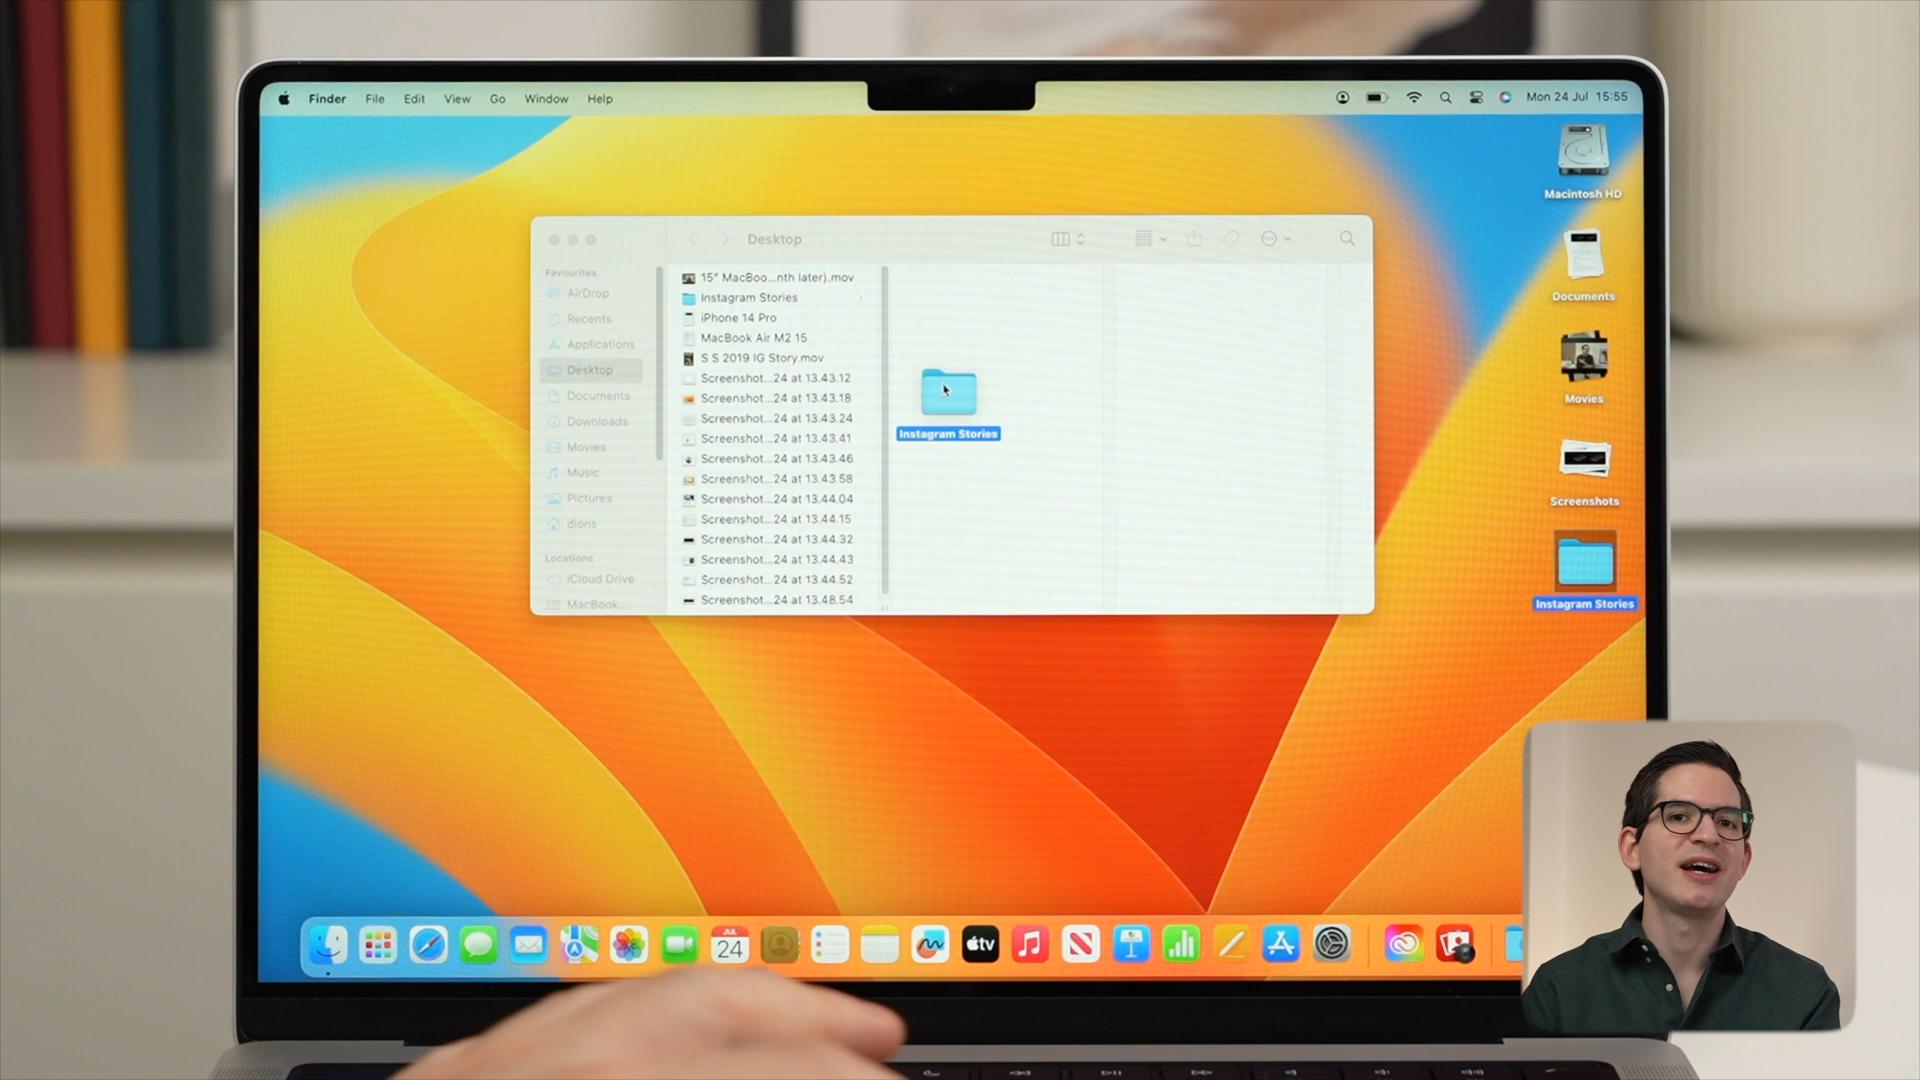 Finder File Edit View Go Window Help
Mon 24 Jul 15:55
Macintosh HD
Documents
Movies
Screenshots
Instagram Stories
Desktop
Favourites
AirDrop
Recents
Applications
Desktop
Documents
Downloads
Movies
Music
Pictures
dions
Locations
iCloud Drive
MacBook...
15" MacBoo...nth later).mov
Instagram Stories
iPhone 14 Pro
MacBook Air M2 15
S S 2019 IG Story.mov
Screenshot...24 at 13.43.12
Screenshot...24 at 13.43.18
Screenshot...24 at 13.43.24
Screenshot...24 at 13.43.41
Screenshot...24 at 13.43.46
Screenshot...24 at 13.43.58
Screenshot...24 at 13.44.04
Screenshot...24 at 13.44.15
Screenshot...24 at 13.44.32
Screenshot...24 at 13.44.43
Screenshot...24 at 13.44.52
Screenshot...24 at 13.48.54
Instagram Stories
JUL
24
tv